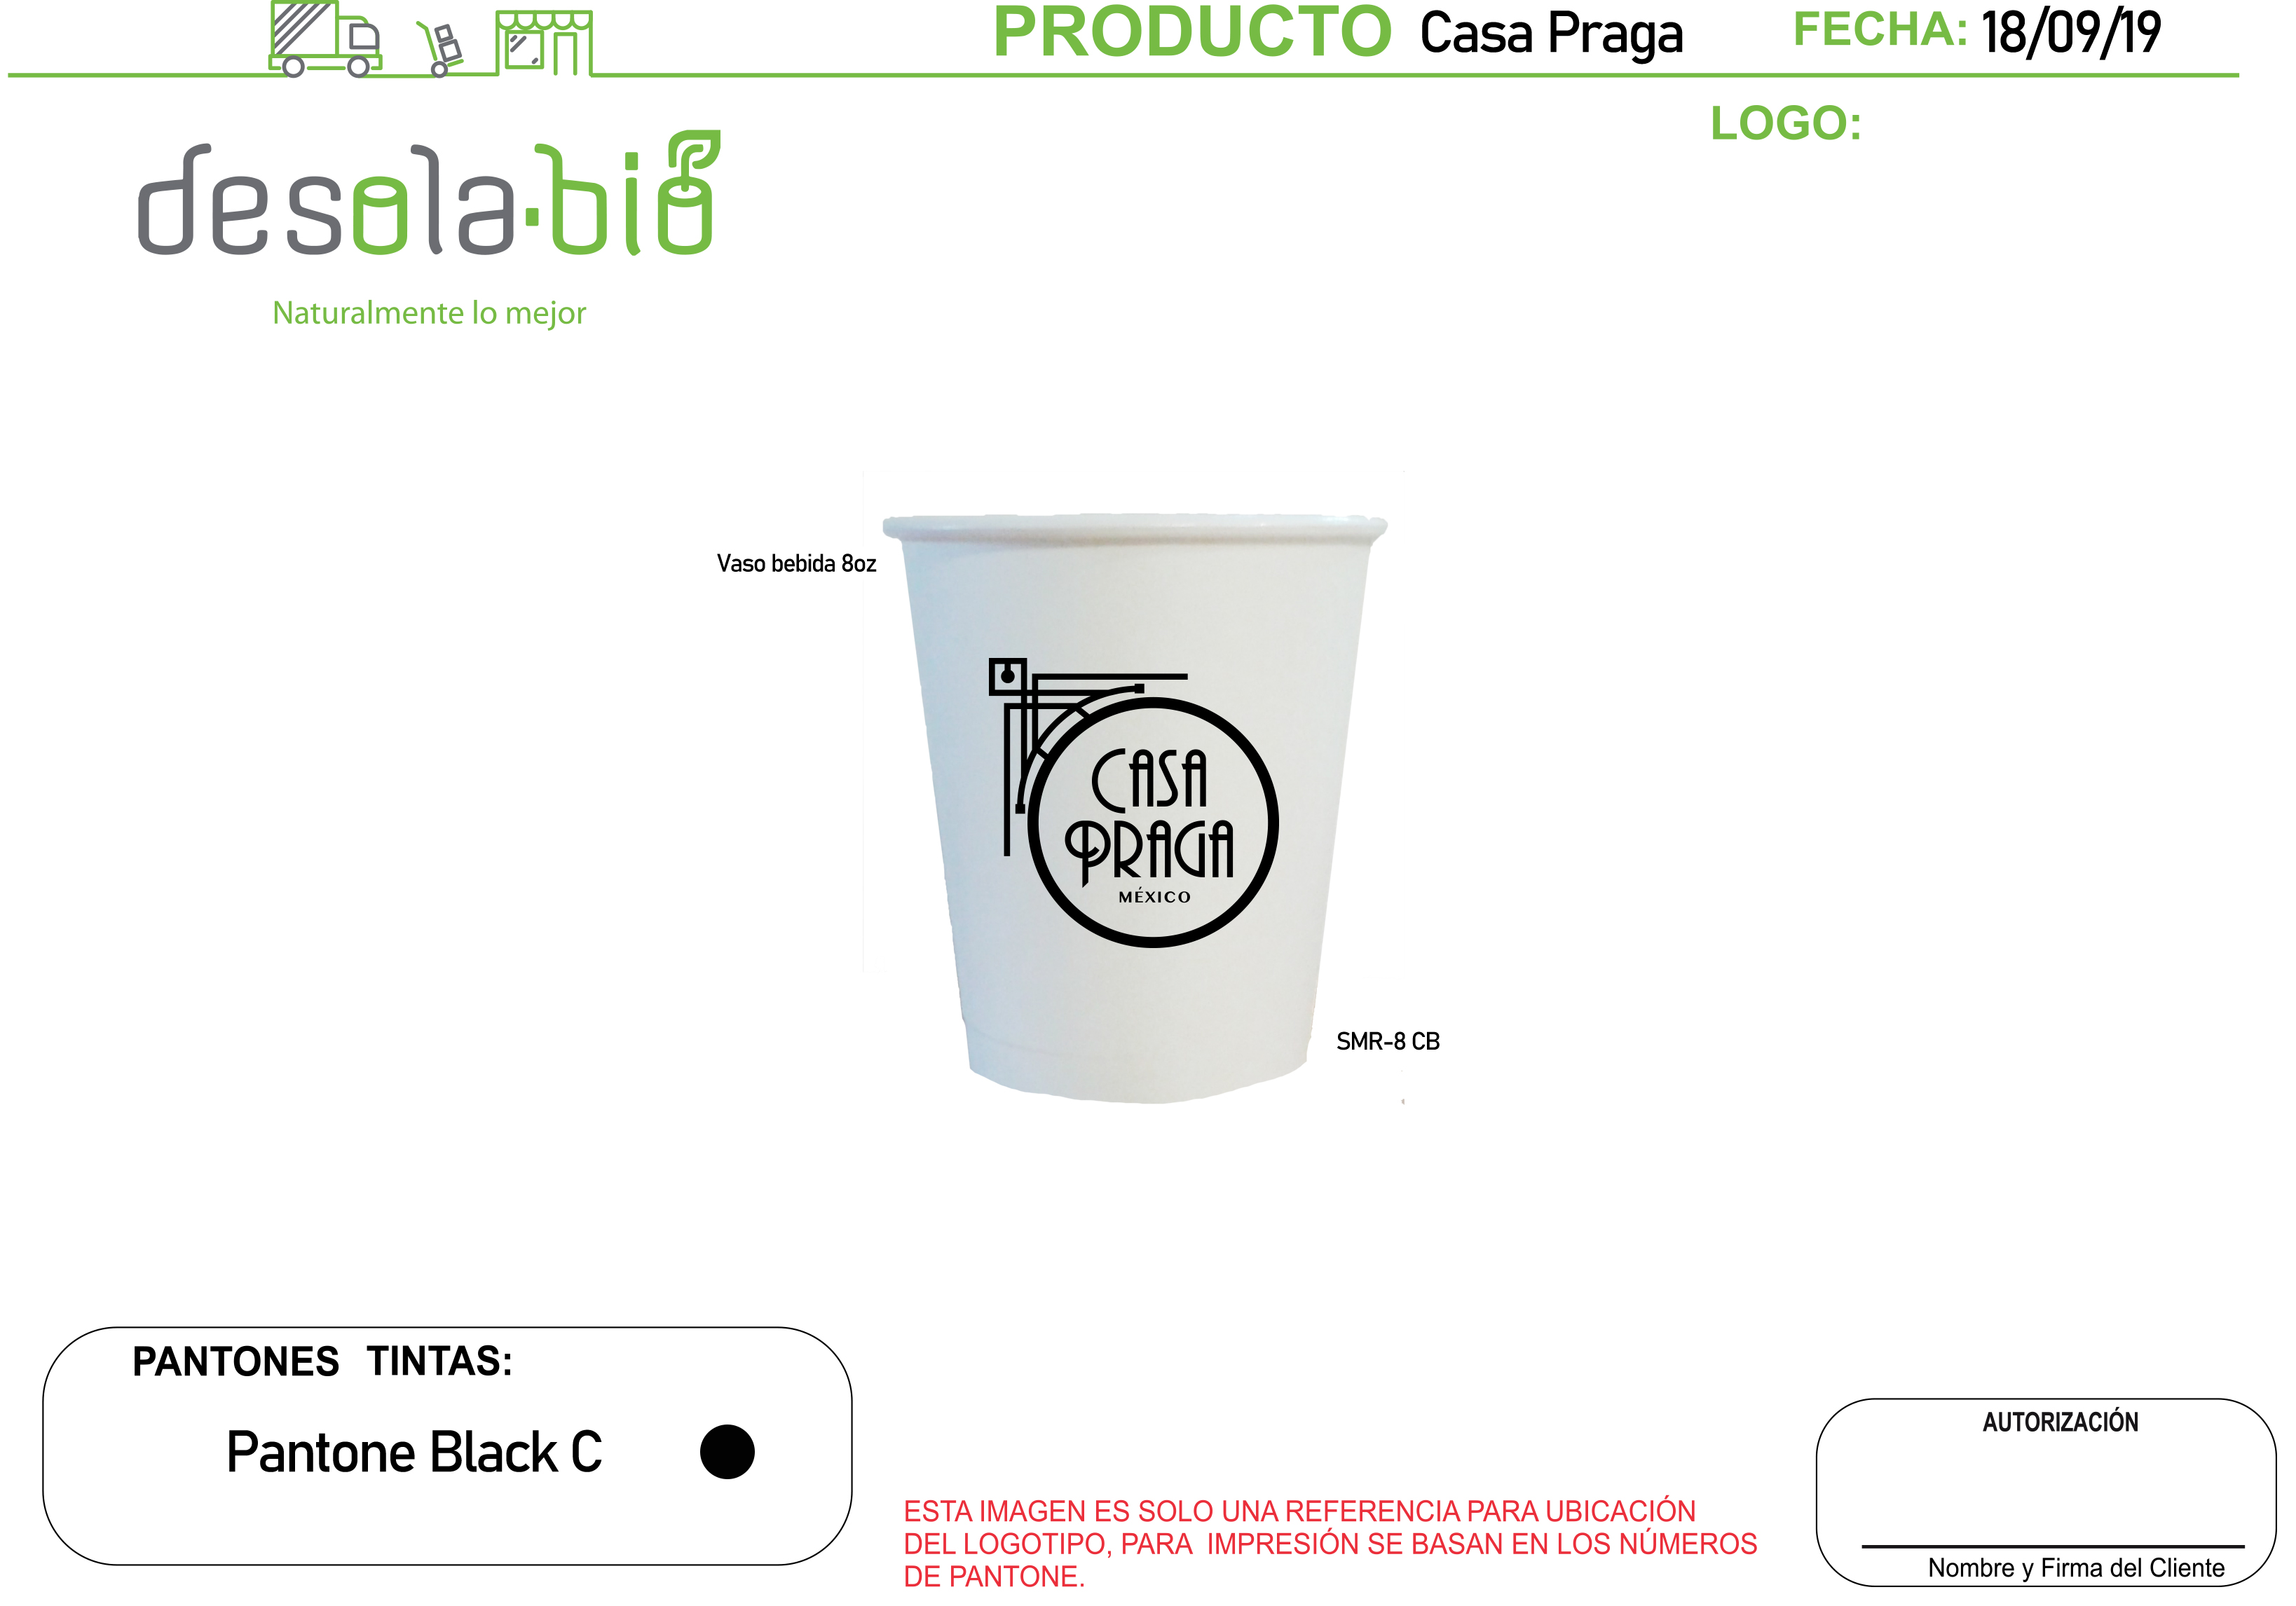 PRODUCTO Casa Praga FECHA: 18/09/19
LOGO:
desola·bio
Naturalmente lo mejor
Vaso bebida 8oz
CASA
PRAGA
MÉXICO
SMR-8 CB
PANTONES TINTAS:
Pantone Black C
ESTA IMAGEN ES SOLO UNA REFERENCIA PARA UBICACIÓN
DEL LOGOTIPO, PARA IMPRESIÓN SE BASAN EN LOS NÚMEROS
DE PANTONE.
AUTORIZACIÓN
Nombre y Firma del Cliente